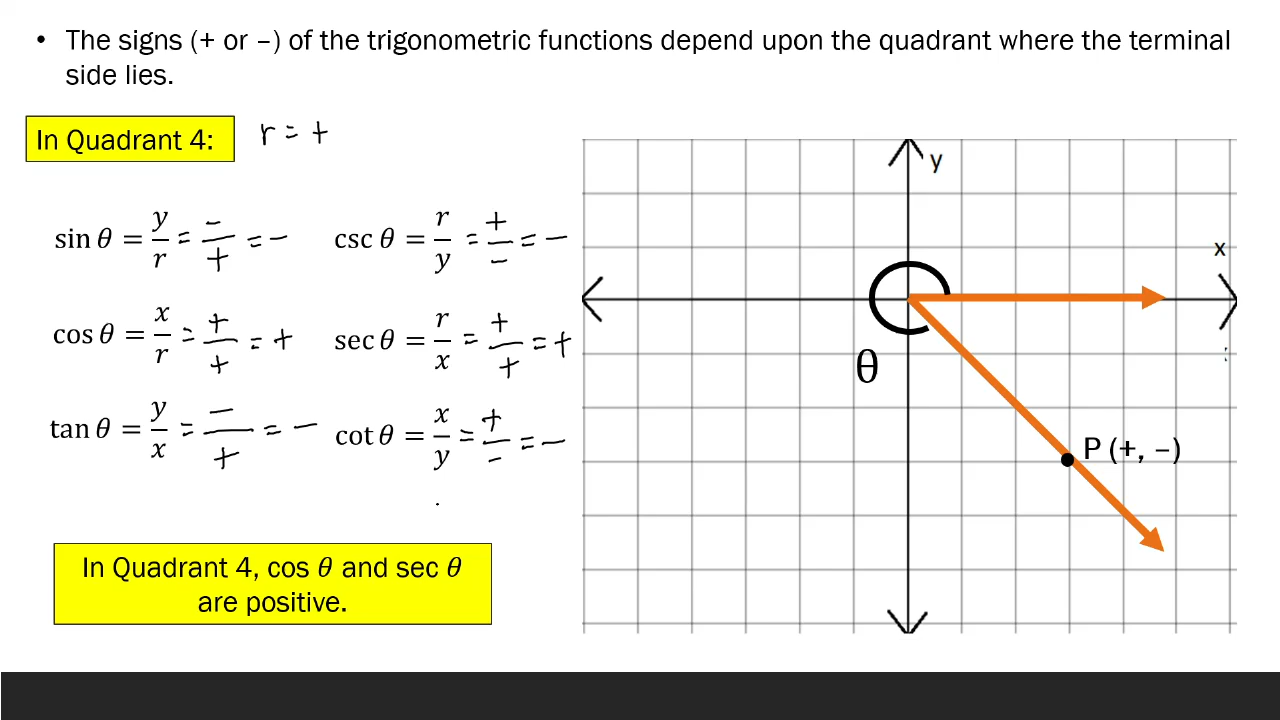 • The signs (+ or –) of the trigonometric functions depend upon the quadrant where the terminal
side lies.
In Quadrant 4: r = +
sin θ = y/r = −/+ = −
csc θ = r/y = +/− = −
cos θ = x/r = +/+ = +
sec θ = r/x = +/+ = +
tan θ = y/x = −/+ = −
cot θ = x/y = +/− = −
In Quadrant 4, cos θ and sec θ
are positive.
y
x
θ
P (+, –)